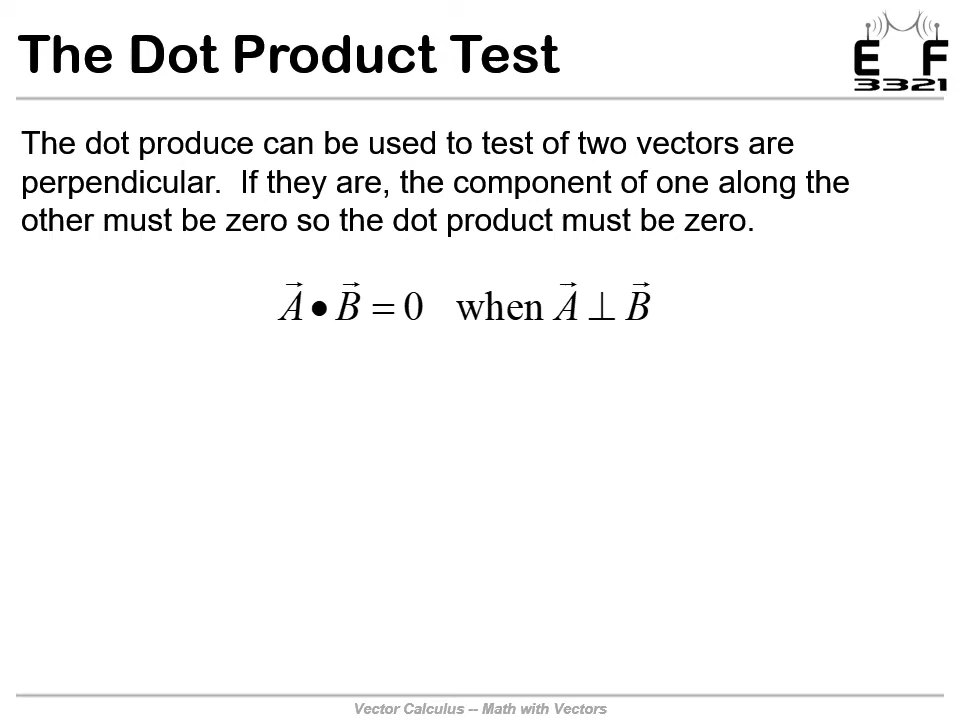 The Dot Product Test
E F
3321
The dot produce can be used to test of two vectors are
perpendicular.  If they are, the component of one along the
other must be zero so the dot product must be zero.
A⃗ • B⃗ = 0 when A⃗ ⊥ B⃗
Vector Calculus -- Math with Vectors